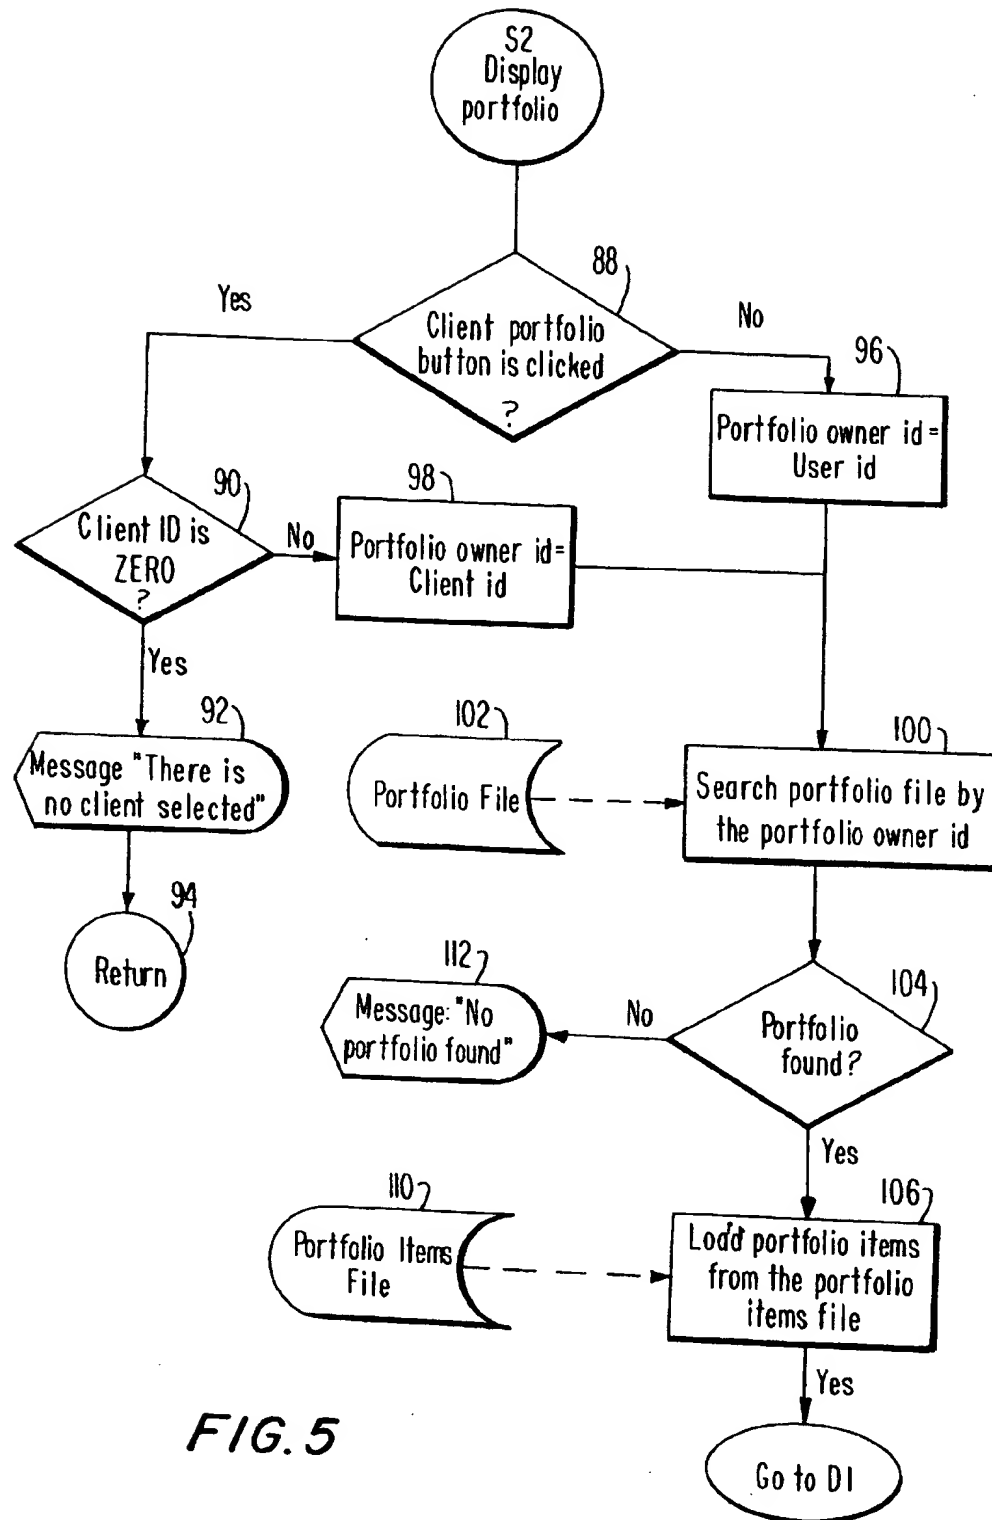 S2
Display
portfolio
88
Yes
No
Client portfolio
button is clicked
?
96
Portfolio owner id =
User id
90
98
Client ID is
ZERO
?
No
Portfolio owner id=
Client id
Yes
92
102
100
Message "There is
no client selected"
Portfolio File
Search portfolio file by
the portfolio owner id
94
Return
112
104
No
Message: "No
portfolio found"
Portfolio
found?
Yes
110
106
Portfolio Items
File
Load portfolio items
from the portfolio
items file
Yes
FIG. 5
Go to D1